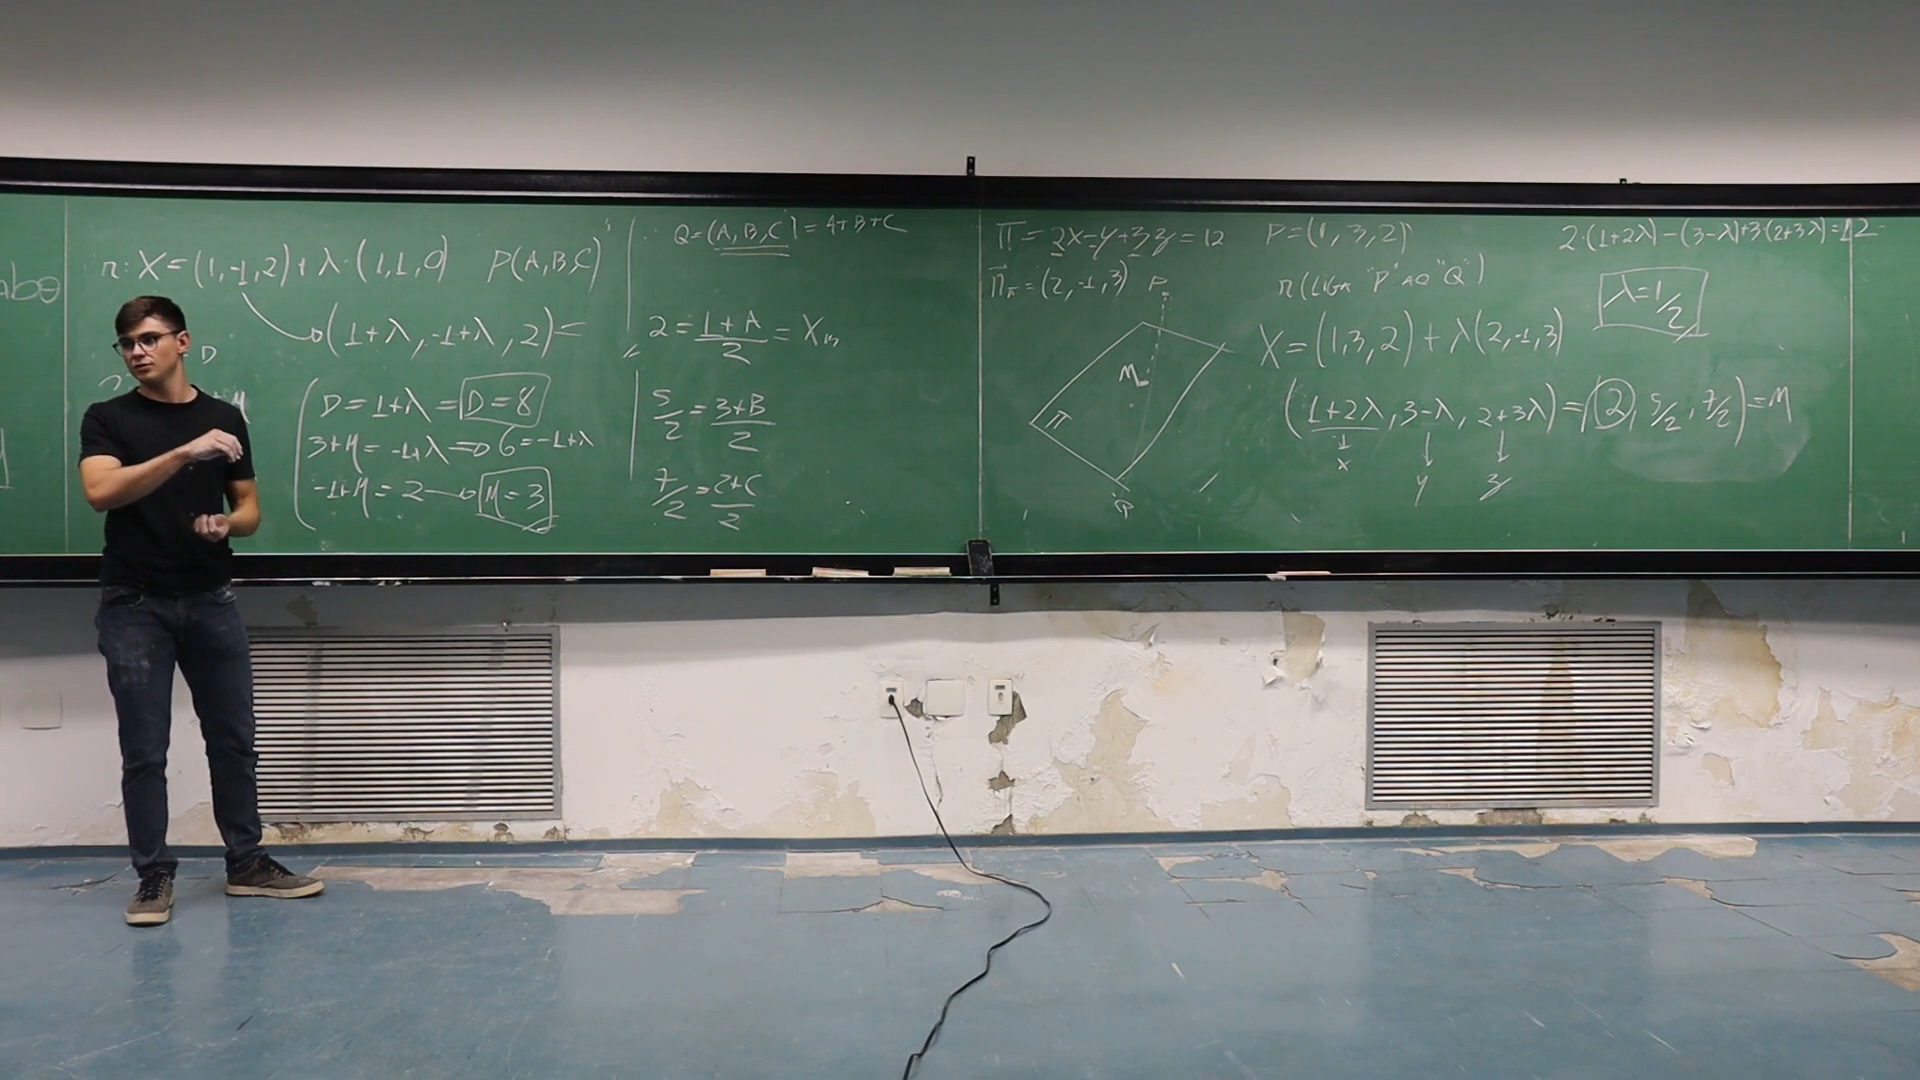 r: X=(1,-1,2)+λ·(1,1,0) P(A,B,C)
(1+λ, -1+λ, 2)=
D
D=1+λ= D=8
3+M=-1+λ=0 6=-1+λ
-1+M=2 M=3
Q=(A,B,C)=A+B+C
2=1+A/2=Xm
5/2=3+B/2
7/2=2+C/2
π=2x-y+3z=12 P=(1,3,2)
nπ=(2,-1,3) P
M
π
Q
r(LIGA "P" AO "Q")
X=(1,3,2)+λ(2,-1,3)
(1+2λ, 3-λ, 2+3λ)=(2, 5/2, 7/2)=M
x y z
2·(1+2λ)-(3-λ)+3·(2+3λ)=12
λ=1/2